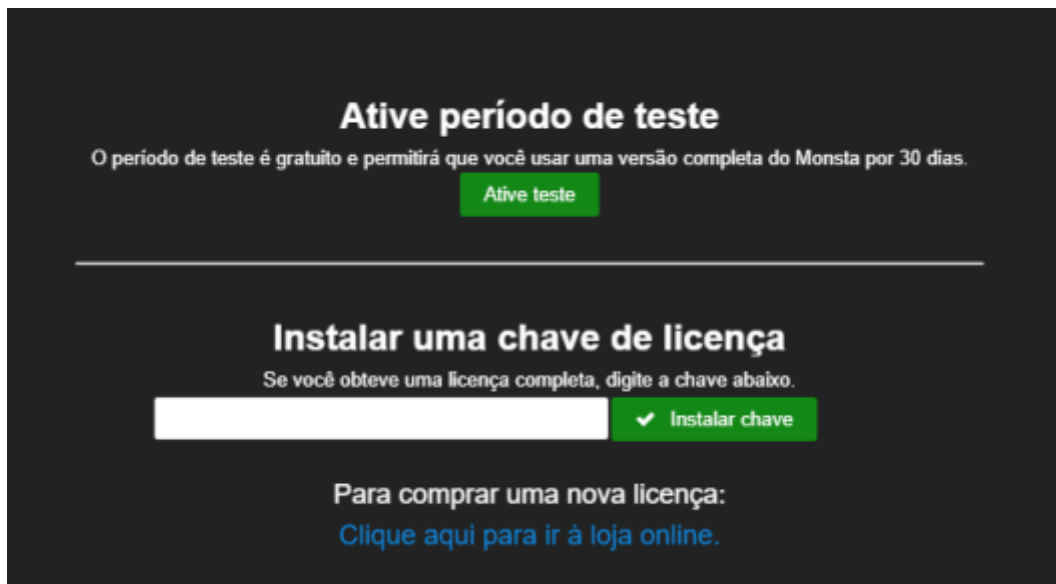 Ative período de teste
O período de teste é gratuito e permitirá que você usar uma versão completa do Monsta por 30 dias.
Ative teste
Instalar uma chave de licença
Se você obteve uma licença completa, digite a chave abaixo.
Instalar chave
Para comprar uma nova licença:
Clique aqui para ir à loja online.